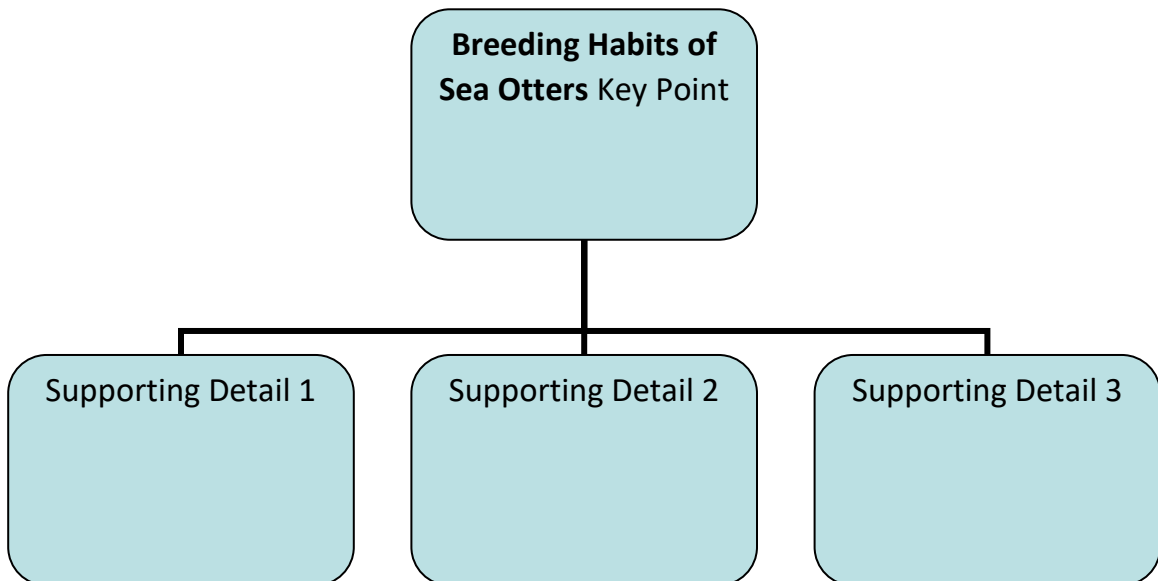 Breeding Habits of
Sea Otters Key Point
Supporting Detail 1
Supporting Detail 2
Supporting Detail 3